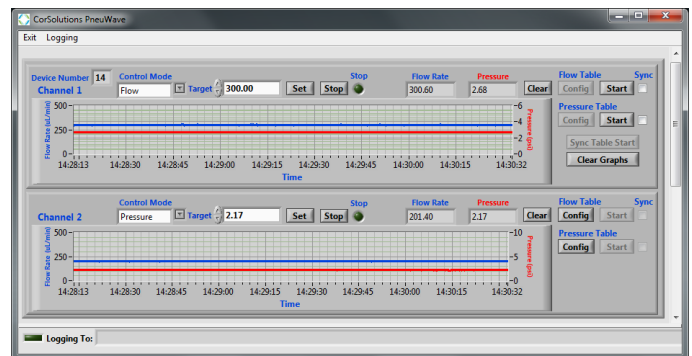 CorSolutions PneuWave
Exit Logging
Device Number 14 Control Mode Stop Flow Rate Pressure Flow Table Sync
Channel 1 Flow Target 300.00 Set Stop 300.60 2.68 Clear Config Start
Pressure Table
Config Start
Sync Table Start
Clear Graphs
Flow Rate (uL/min)
500
250
0
Pressure (psi)
6
4
2
0
14:28:13 14:28:30 14:28:45 14:29:00 14:29:15 14:29:30 14:29:45 14:30:00 14:30:15 14:30:32
Time
Control Mode Stop Flow Rate Pressure Flow Table Sync
Channel 2 Pressure Target 2.17 Set Stop 201.40 2.17 Clear Config Start
Pressure Table
Config Start
Flow Rate (uL/min)
500
250
0
Pressure (psi)
10
5
0
14:28:13 14:28:30 14:28:45 14:29:00 14:29:15 14:29:30 14:29:45 14:30:00 14:30:15 14:30:32
Time
Logging To: